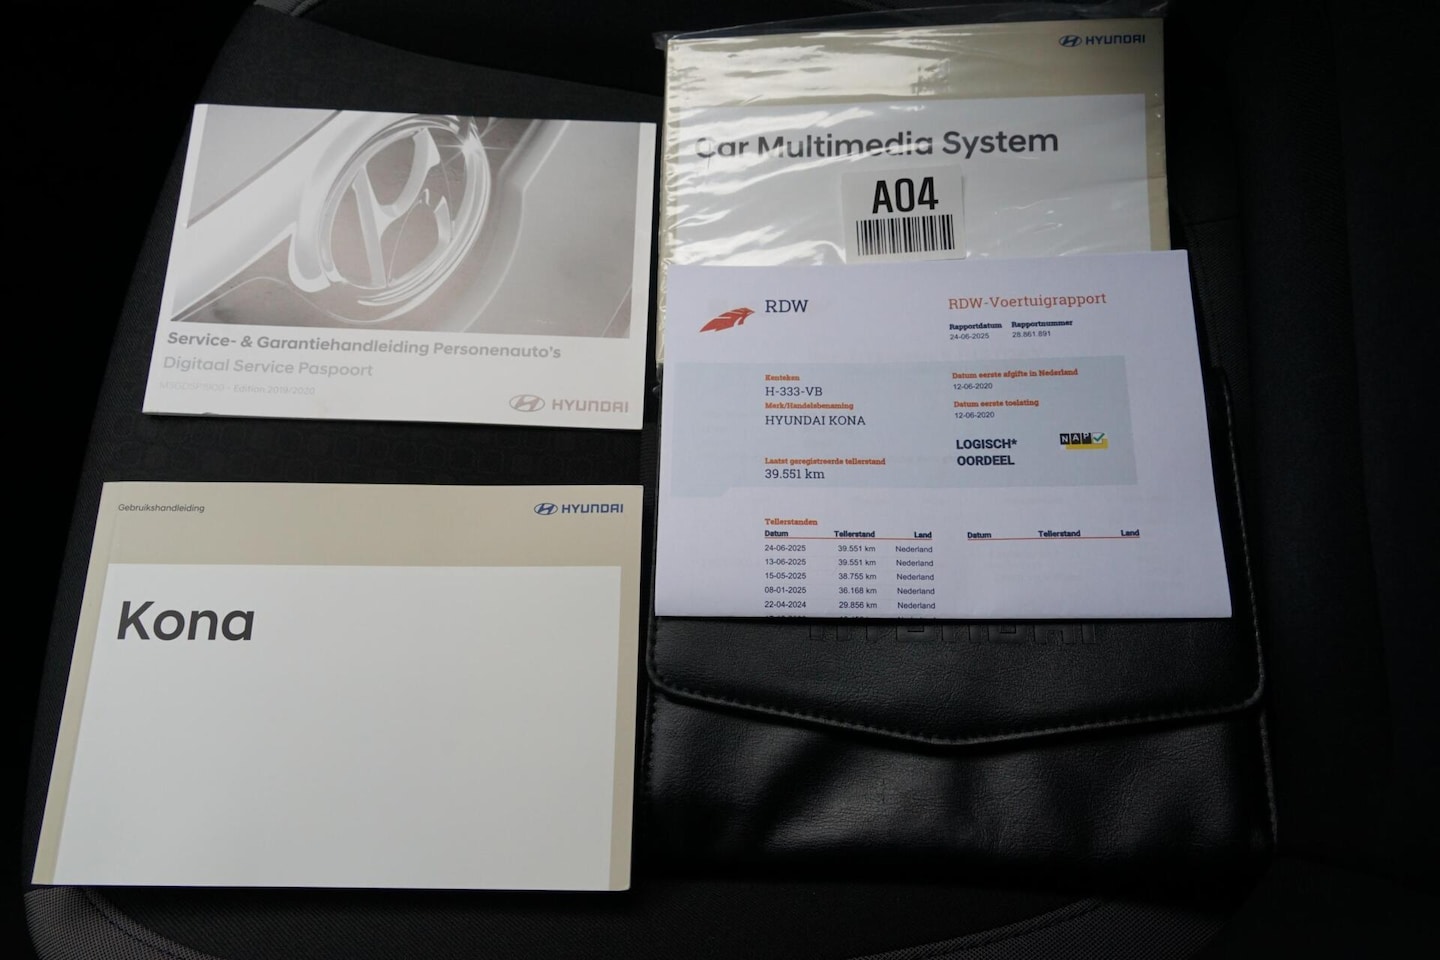 Service- & Garantiehandleiding Personenauto's
Digitaal Service Paspoort
Edition 2019/2020
HYUNDAI
Gebruikshandleiding
HYUNDAI
Kona
HYUNDAI
Car Multimedia System
A04
RDW
RDW-Voertuigrapport
Rapportdatum Rapportnummer
24-06-2025 28.861.891
Kenteken
H-333-VB
Merk/Handelsbenaming
HYUNDAI KONA
Datum eerste afgifte in Nederland
12-06-2020
Datum eerste toelating
12-06-2020
LOGISCH*
OORDEEL
NAP
Laatst geregistreerde tellerstand
39.551 km
Tellerstanden
Datum Tellerstand Land Datum Tellerstand Land
24-06-2025 39.551 km Nederland
13-06-2025 39.551 km Nederland
15-05-2025 38.755 km Nederland
08-01-2025 36.168 km Nederland
22-04-2024 29.856 km Nederland